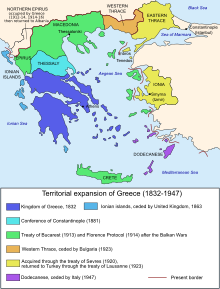 NORTHERN EPIRUS
occupied by Greece
(1912-14, 1914-16)
then returned to Albania
WESTERN
THRACE
EASTERN
THRACE
Black Sea
MACEDONIA
Thessaloniki
Constantinople
(Istanbul)
Sea of Marmara
Imbros
Tenedos
THESSALY
IONIAN
ISLANDS
Aegean Sea
IONIA
Smyrna
(Izmir)
Athens
Ionian Sea
DODECANESE
Mediterranean Sea
CRETE
Territorial expansion of Greece (1832-1947)
Kingdom of Greece, 1832
Ionian islands, ceded by United Kingdom, 1863
Conference of Constantinople (1881)
Treaty of Bucarest (1913) and Florence Protocol (1914) after the Balkan Wars
Western Thrace, ceded by Bulgaria (1923)
Acquired through the treaty of Sevres (1920),
returned to Turkey through the treaty of Lausanne (1923)
Dodecanese, ceded by Italy (1947)
Present border